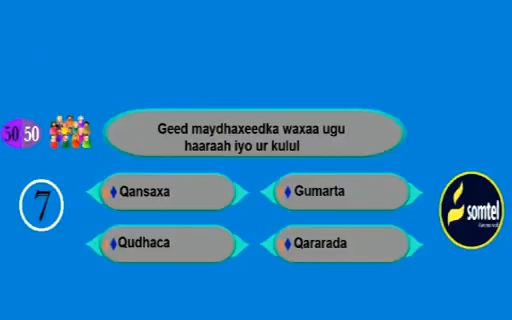 50 50
Geed maydhaxeedka waxaa ugu
haaraah iyo ur kulul
7
Qansaxa
Gumarta
Qudhaca
Qararada
somtel